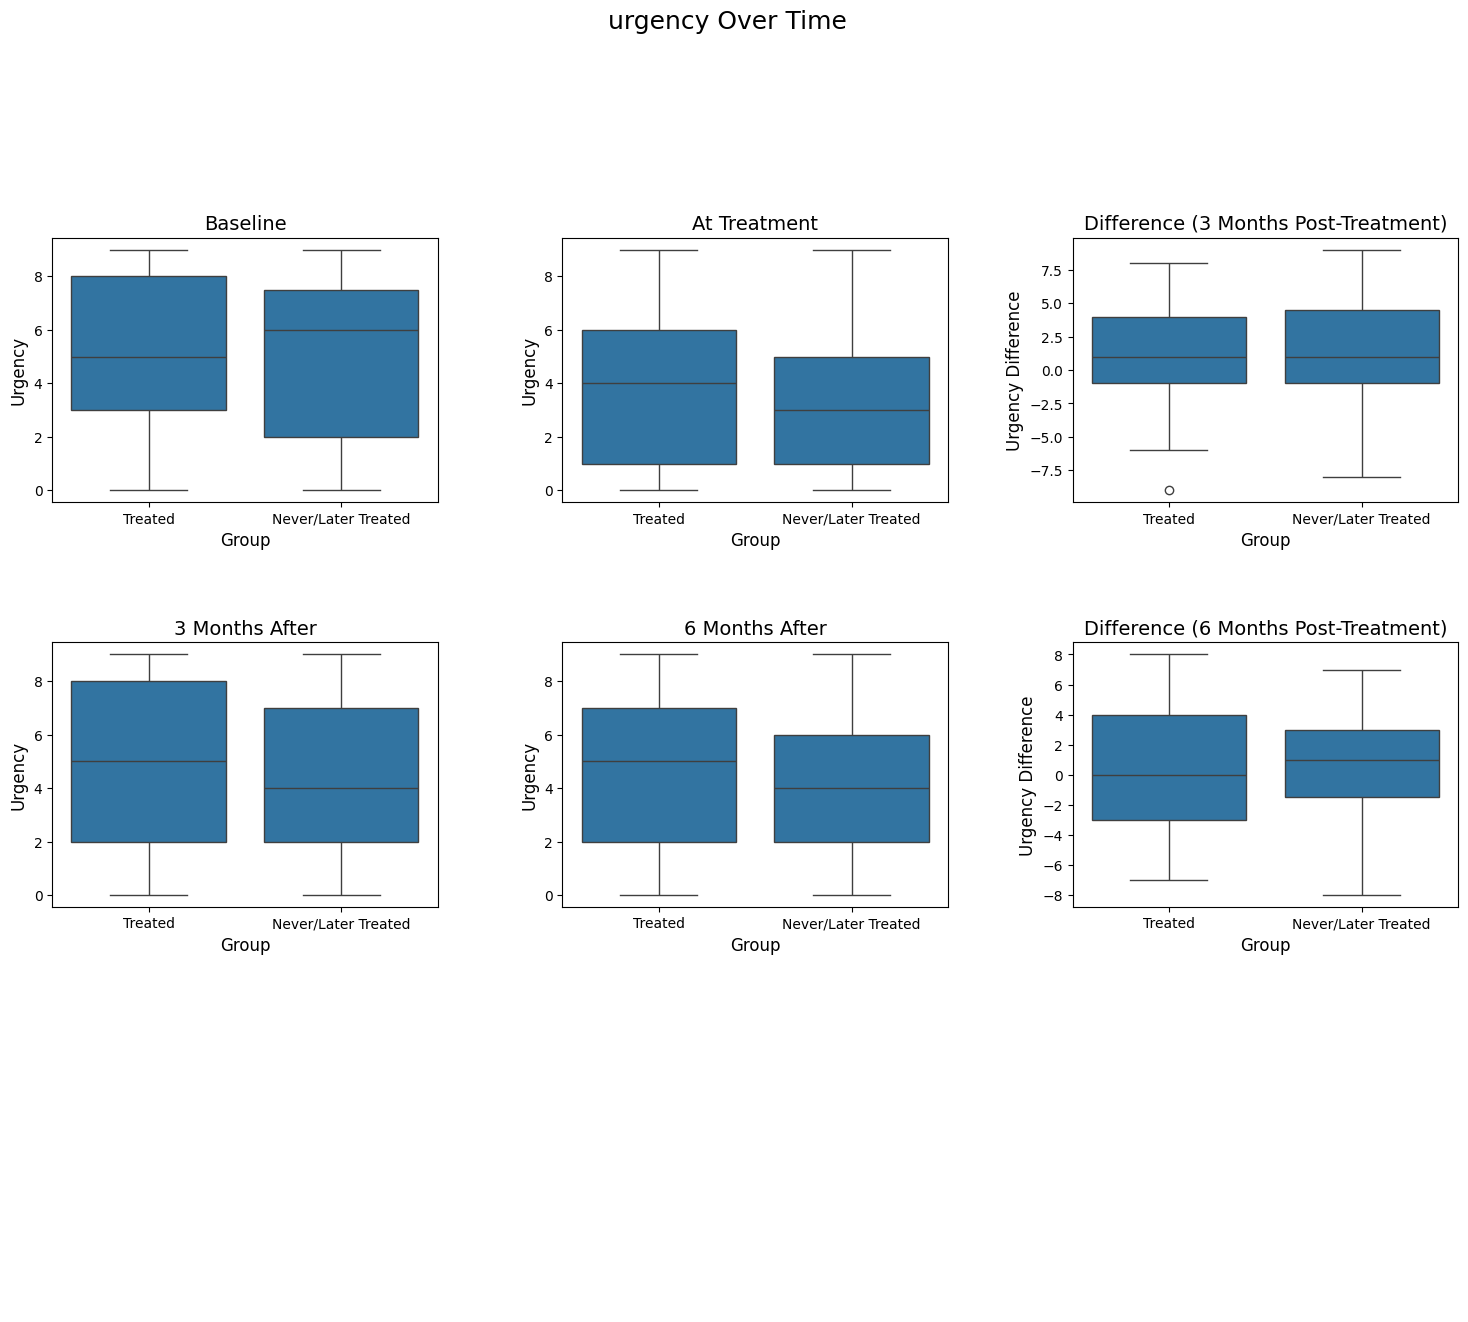 urgency Over Time
Baseline
Urgency
8
6
4
2
0
Treated
Never/Later Treated
Group
At Treatment
Urgency
8
6
4
2
0
Treated
Never/Later Treated
Group
Difference (3 Months Post-Treatment)
Urgency Difference
7.5
5.0
2.5
0.0
−2.5
−5.0
−7.5
Treated
Never/Later Treated
Group
3 Months After
Urgency
8
6
4
2
0
Treated
Never/Later Treated
Group
6 Months After
Urgency
8
6
4
2
0
Treated
Never/Later Treated
Group
Difference (6 Months Post-Treatment)
Urgency Difference
8
6
4
2
0
−2
−4
−6
−8
Treated
Never/Later Treated
Group